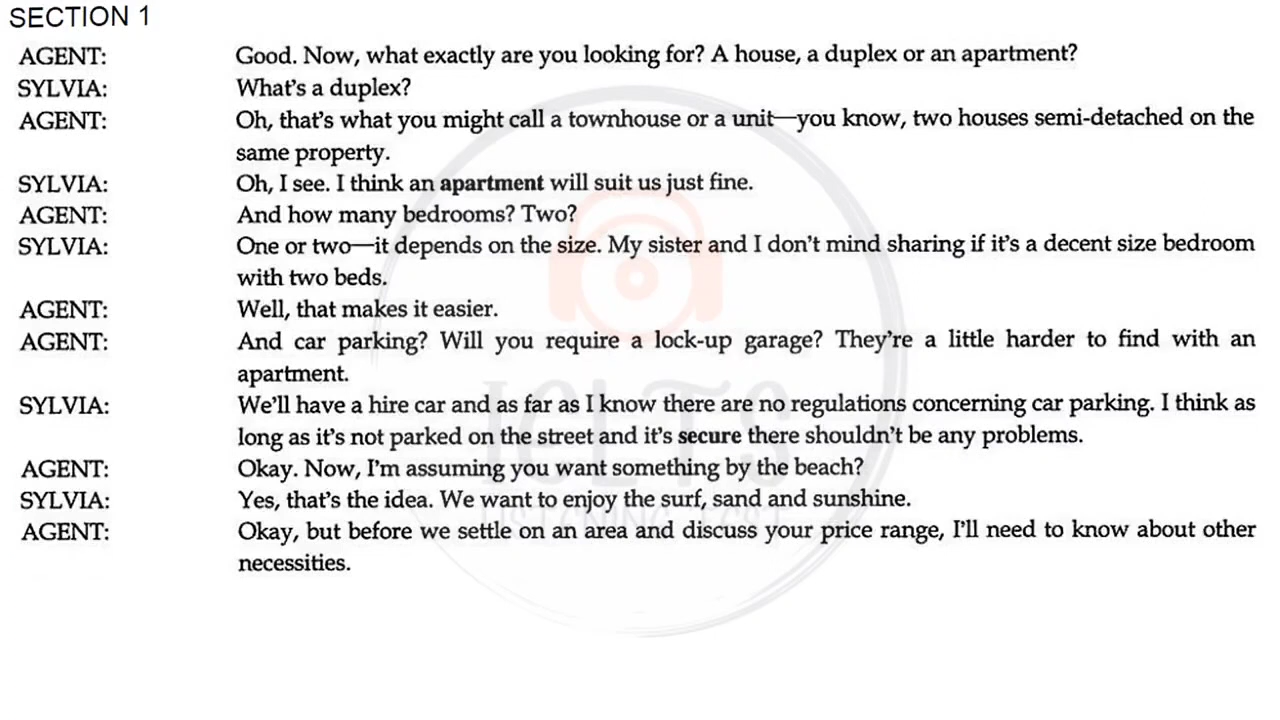 SECTION 1
AGENT: Good. Now, what exactly are you looking for? A house, a duplex or an apartment?
SYLVIA: What's a duplex?
AGENT: Oh, that's what you might call a townhouse or a unit—you know, two houses semi-detached on the
same property.
SYLVIA: Oh, I see. I think an apartment will suit us just fine.
AGENT: And how many bedrooms? Two?
SYLVIA: One or two—it depends on the size. My sister and I don't mind sharing if it's a decent size bedroom
with two beds.
AGENT: Well, that makes it easier.
AGENT: And car parking? Will you require a lock-up garage? They're a little harder to find with an
apartment.
SYLVIA: We'll have a hire car and as far as I know there are no regulations concerning car parking. I think as
long as it's not parked on the street and it's secure there shouldn't be any problems.
AGENT: Okay. Now, I'm assuming you want something by the beach?
SYLVIA: Yes, that's the idea. We want to enjoy the surf, sand and sunshine.
AGENT: Okay, but before we settle on an area and discuss your price range, I'll need to know about other
necessities.
IELTS
LISTENING TEST